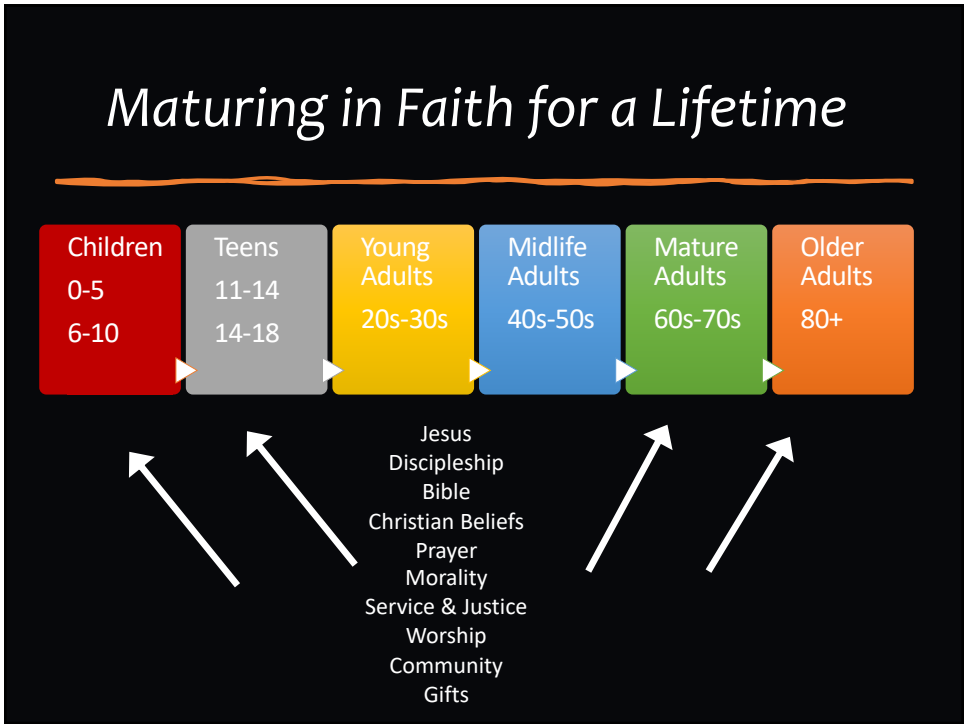 Maturing in Faith for a Lifetime
Children
0-5
6-10
Teens
11-14
14-18
Young
Adults
20s-30s
Midlife
Adults
40s-50s
Mature
Adults
60s-70s
Older
Adults
80+
Jesus
Discipleship
Bible
Christian Beliefs
Prayer
Morality
Service & Justice
Worship
Community
Gifts